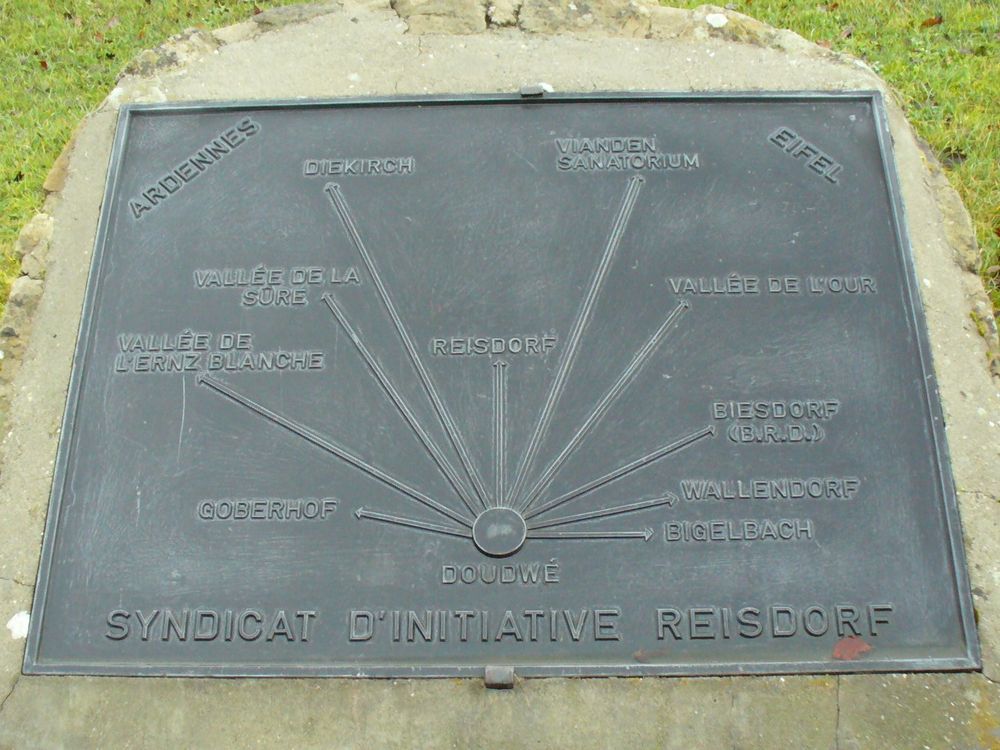 ARDENNES
EIFEL
DIEKIRCH
VIANDEN
SANATORIUM
VALLÉE DE LA
SÛRE
VALLÉE DE L'OUR
VALLÉE DE
L'ERNZ BLANCHE
REISDORF
BIESDORF
(B.R.D.)
GOBERHOF
WALLENDORF
BIGELBACH
DOUDWÉ
SYNDICAT D'INITIATIVE REISDORF